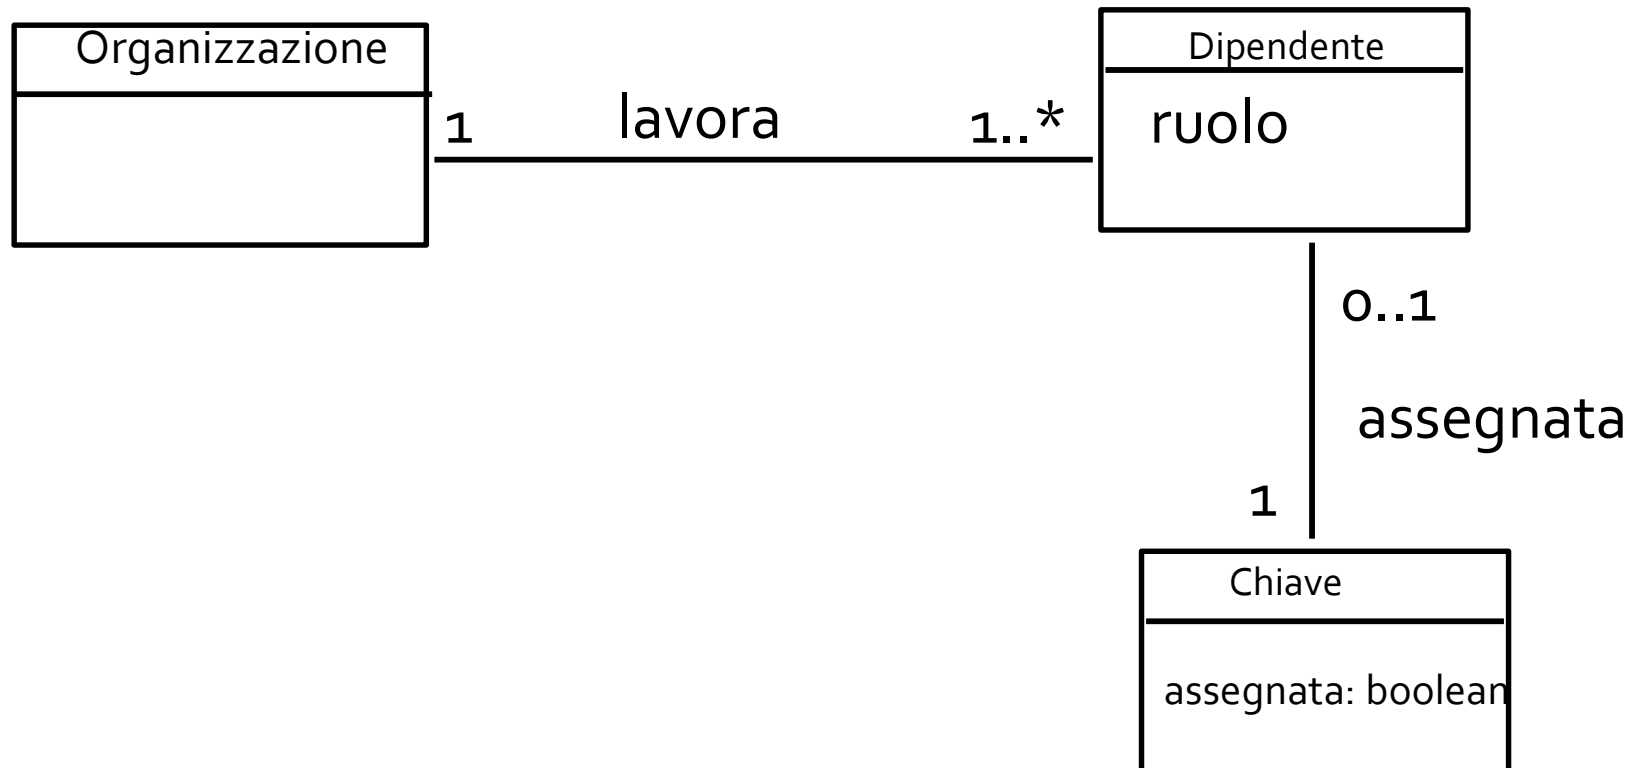 Organizzazione
1
lavora
1..*
Dipendente
ruolo
0..1
assegnata
1
Chiave
assegnata: boolean